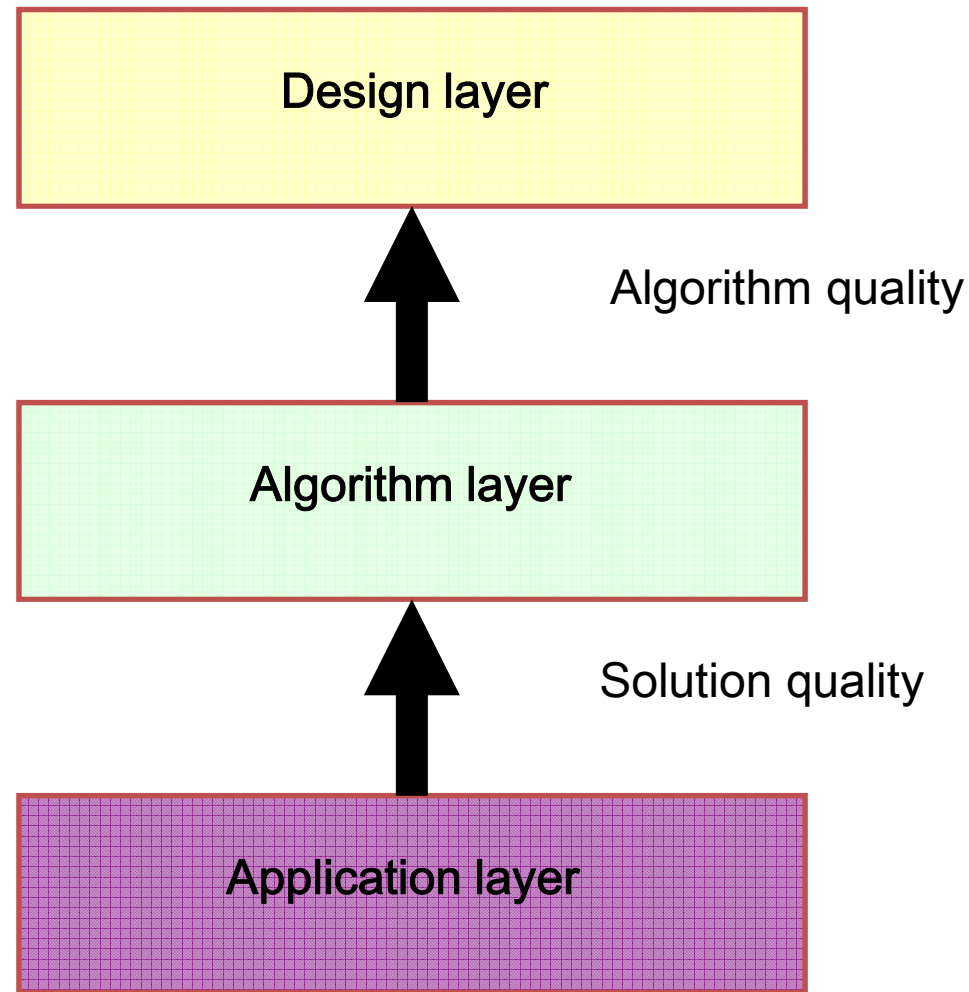 Design layer
Algorithm quality
Algorithm layer
Solution quality
Application layer